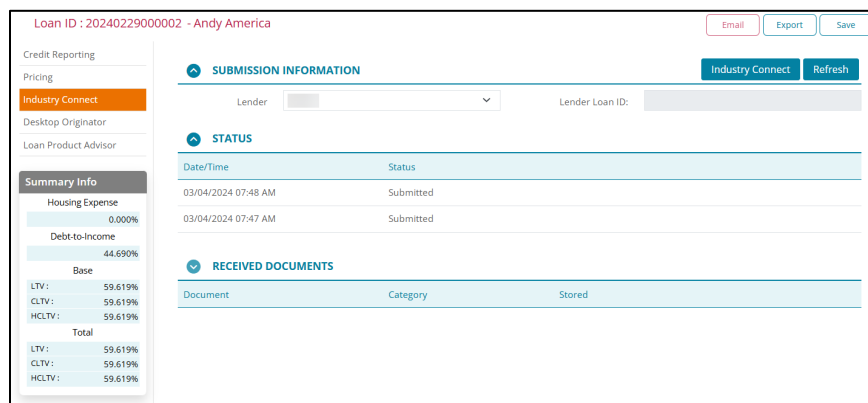 Loan ID : 20240229000002 - Andy America
Email Export Save
Credit Reporting
Pricing
Industry Connect
Desktop Originator
Loan Product Advisor
Summary Info
Housing Expense
0.000%
Debt-to-Income
44.690%
Base
LTV : 59.619%
CLTV : 59.619%
HCLTV : 59.619%
Total
LTV : 59.619%
CLTV : 59.619%
HCLTV : 59.619%
SUBMISSION INFORMATION
Industry Connect Refresh
Lender Lender Loan ID:
STATUS
Date/Time Status
03/04/2024 07:48 AM Submitted
03/04/2024 07:47 AM Submitted
RECEIVED DOCUMENTS
Document Category Stored